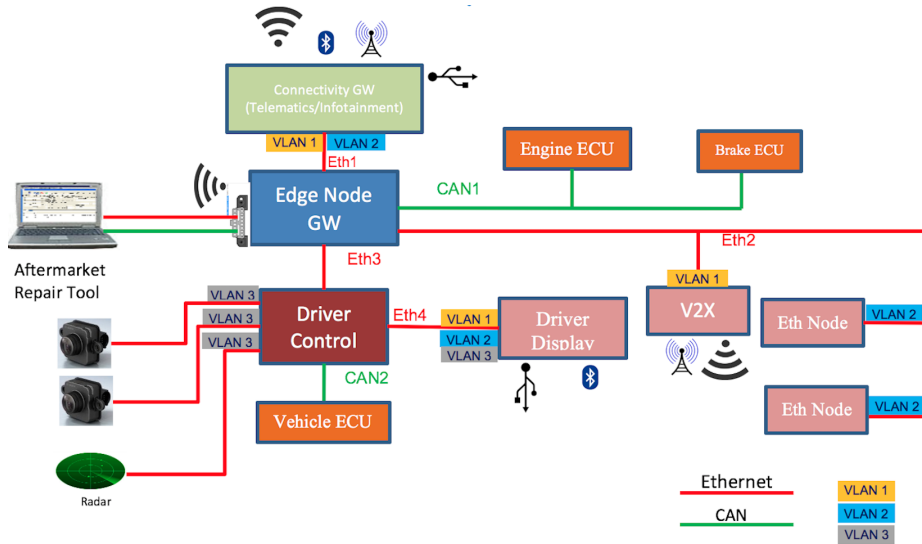 Connectivity GW
(Telematics/Infotainment)
VLAN 1
VLAN 2
Eth1
Engine ECU
Brake ECU
Edge Node
GW
CAN1
Eth2
Eth3
Aftermarket
Repair Tool
VLAN 3
VLAN 3
VLAN 3
Driver
Control
Eth4
VLAN 1
VLAN 2
VLAN 3
Driver
Display
VLAN 1
V2X
Eth Node
VLAN 2
CAN2
Vehicle ECU
Eth Node
VLAN 2
Radar
Ethernet
CAN
VLAN 1
VLAN 2
VLAN 3